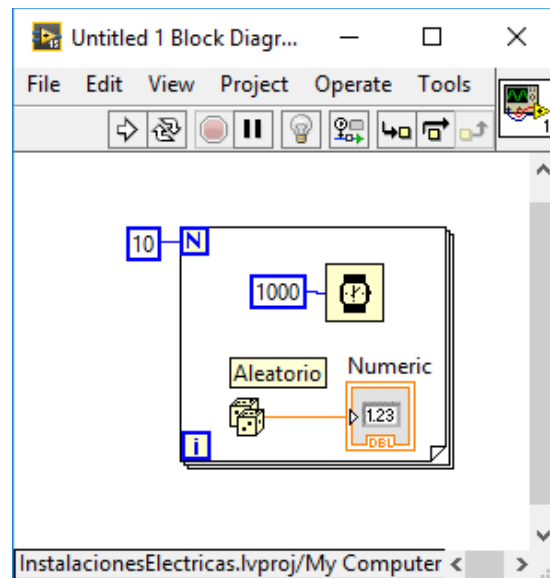 Untitled 1 Block Diagr...
File Edit View Project Operate Tools
1
10 N
1000
Aleatorio Numeric
1.23
DBL
i
InstalacionesElectricas.lvproj/My Computer